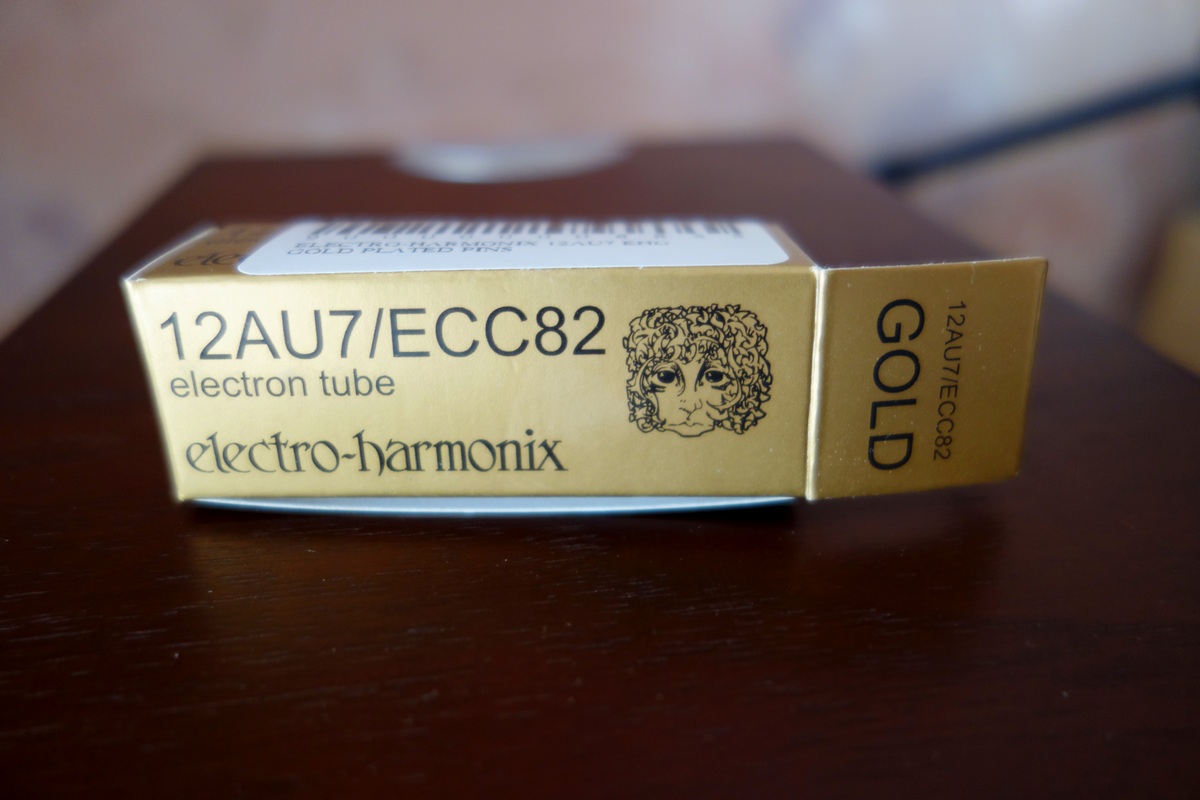 ELECTRO-HARMONIX 12AU7 EHG
GOLD PLATED PINS
12AU7/ECC82
electron tube
electro-harmonix
GOLD
12AU7/ECC82